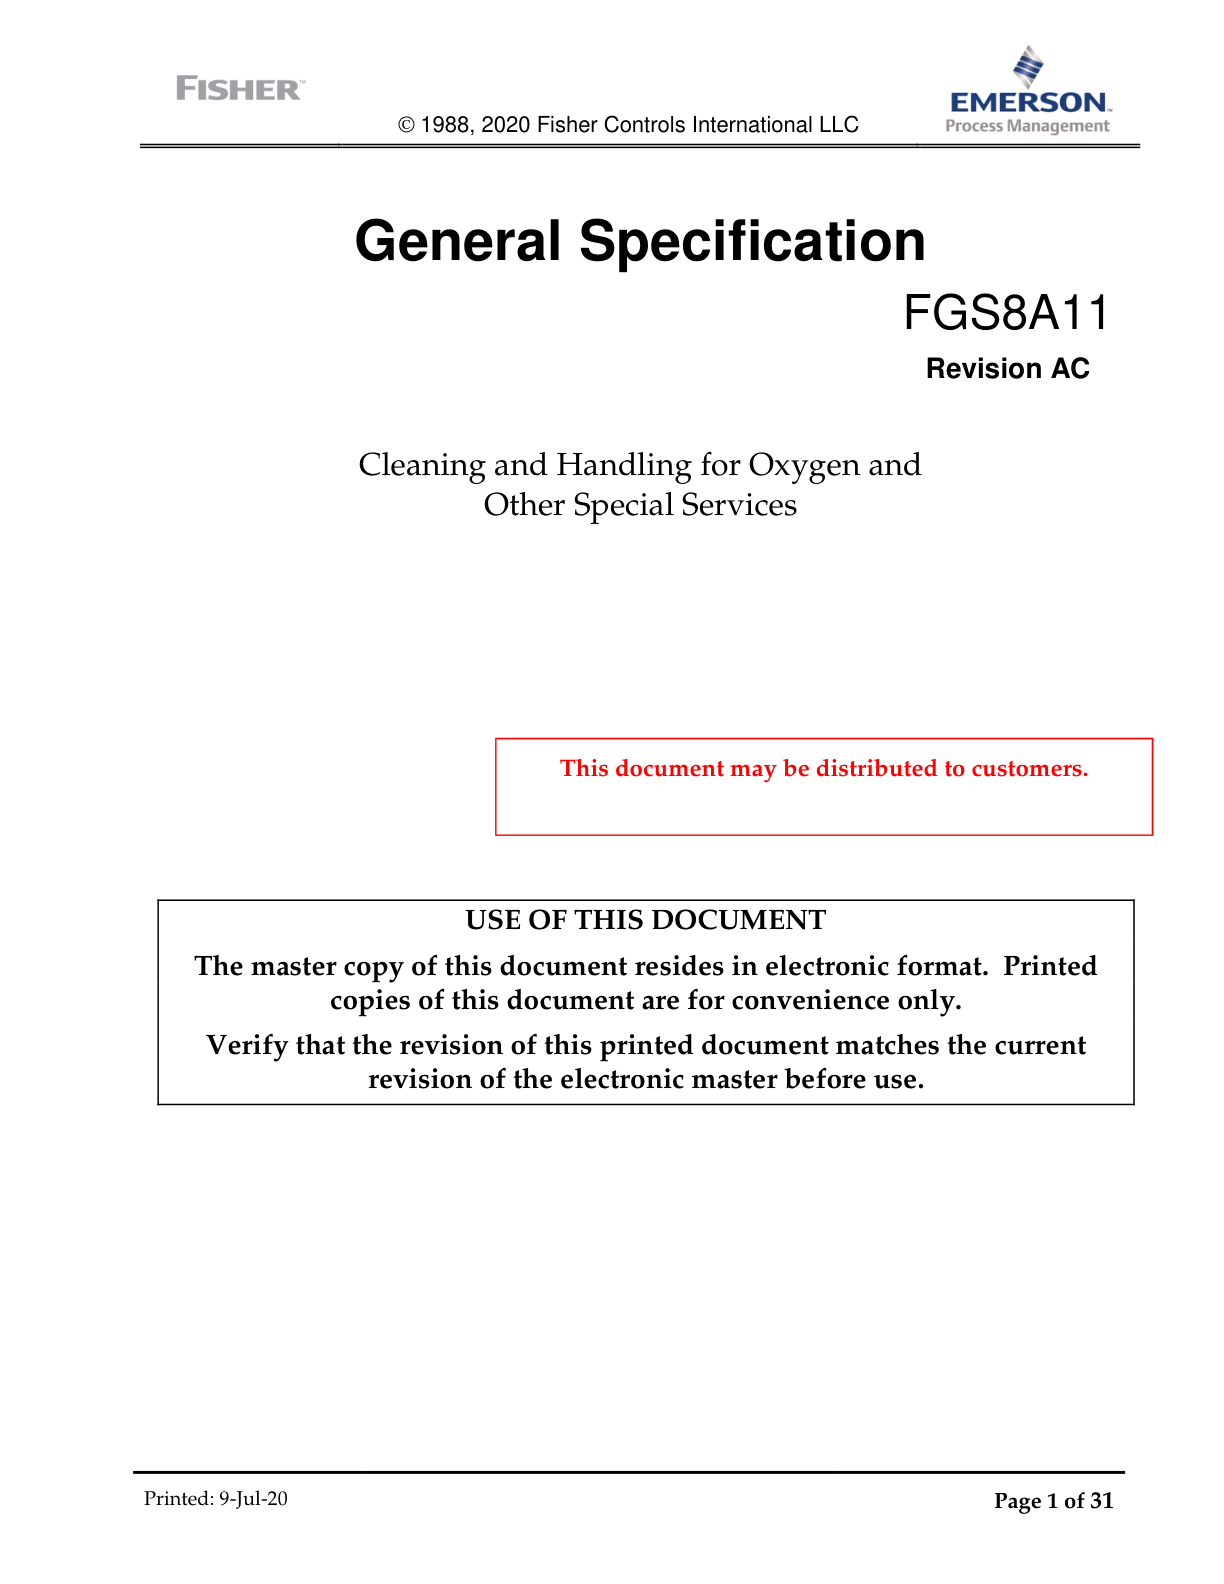 FISHER™
© 1988, 2020 Fisher Controls International LLC
EMERSON™
Process Management
General Specification
FGS8A11
Revision AC
Cleaning and Handling for Oxygen and
Other Special Services
This document may be distributed to customers.
USE OF THIS DOCUMENT
The master copy of this document resides in electronic format.  Printed
copies of this document are for convenience only.
Verify that the revision of this printed document matches the current
revision of the electronic master before use.
Printed: 9-Jul-20
Page 1 of 31